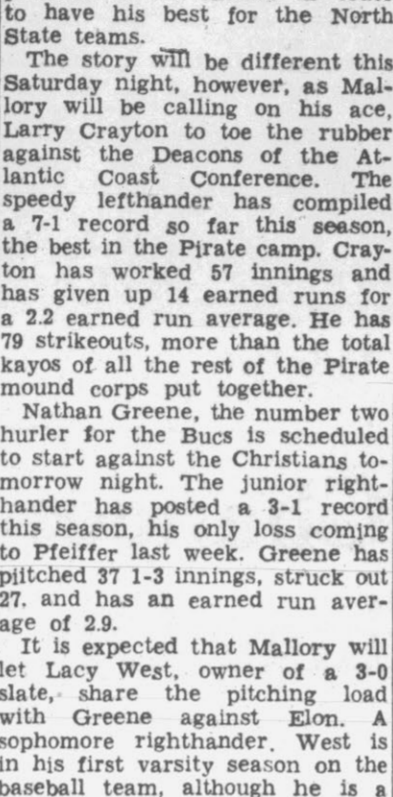 to have his best for the North
State teams.
The story will be different this
Saturday night, however, as Mal-
lory will be calling on his ace,
Larry Crayton to toe the rubber
against the Deacons of the At-
lantic Coast Conference. The
speedy lefthander has compiled
a 7-1 record so far this season,
the best in the Pirate camp. Cray-
ton has worked 57 innings and
has given up 14 earned runs for
a 2.2 earned run average. He has
79 strikeouts, more than the total
kayos of all the rest of the Pirate
mound corps put together.
Nathan Greene, the number two
hurler for the Bucs is scheduled
to start against the Christians to-
morrow night. The junior right-
hander has posted a 3-1 record
this season, his only loss coming
to Pfeiffer last week. Greene has
piitched 37 1-3 innings, struck out
27. and has an earned run aver-
age of 2.9.
It is expected that Mallory will
let Lacy West, owner of a 3-0
slate, share the pitching load
with Greene against Elon. A
sophomore righthander. West is
in his first varsity season on the
baseball team, although he is a